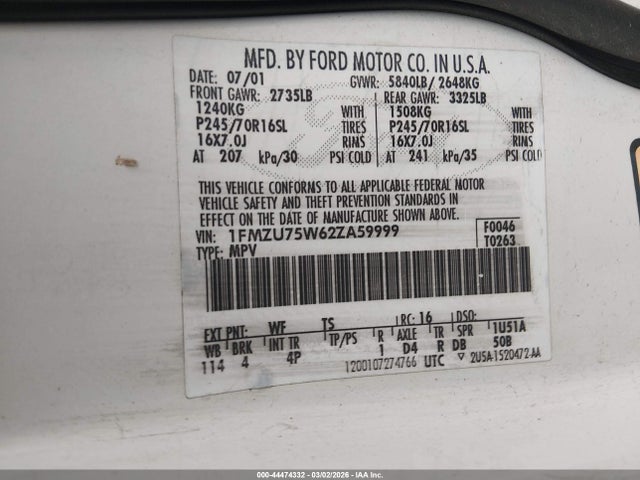 MFD. BY FORD MOTOR CO. IN U.S.A.
DATE: 07/01 GVWR: 5840LB/ 2648KG
FRONT GAWR: 2735LB REAR GAWR: 3325LB
1240KG WITH 1508KG WITH
P245/70R16SL TIRES P245/70R16SL TIRES
16X7.0J RIMS 16X7.0J RIMS
AT 207 kPa/30 PSI COLD AT 241 kPa/35 PSI COLD
THIS VEHICLE CONFORMS TO ALL APPLICABLE FEDERAL MOTOR
VEHICLE SAFETY AND THEFT PREVENTION STANDARDS IN
EFFECT ON THE DATE OF MANUFACTURE SHOWN ABOVE.
VIN: 1FMZU75W62ZA59999 F0046
TYPE: MPV T0263
EXT PNT: WF TS RC: 16 DSO:
WB BRK INT TR TP/PS R AXLE TR SPR 1U51A
114 4 4P 1 D4 R DB 50B
1200107274766 UTC ▽ 2U5A-1520472-AA
000-44474332 - 03/02/2026 - IAAI.COM